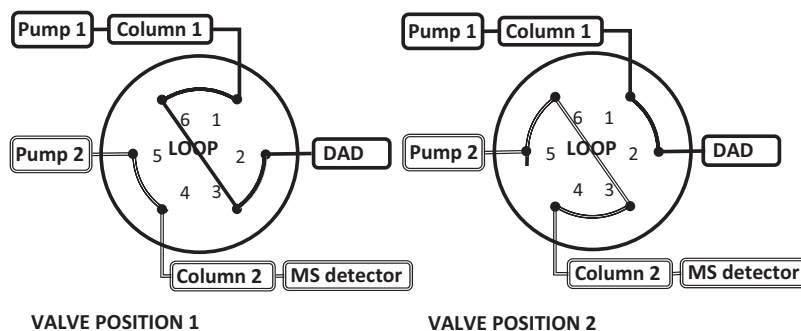 Pump 1 Column 1
6 1
Pump 2 5 LOOP 2 DAD
4 3
Column 2 MS detector
VALVE POSITION 1
Pump 1 Column 1
6 1
Pump 2 5 LOOP 2 DAD
4 3
Column 2 MS detector
VALVE POSITION 2